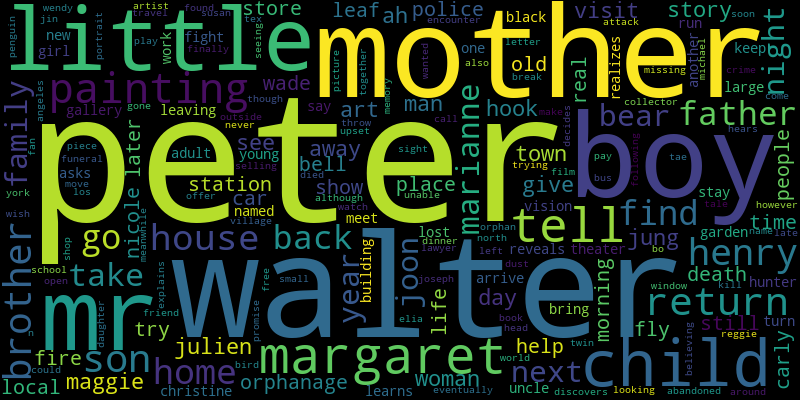 little
mother
peter
boy
walter
mr
child
painting
tell
margaret
family
brother
house
back
son
home
go
take
later
nicole
store
wendy
jin
new
girl
penguin
artist
travel
portrait
play
work
found
susan
fight
tex
finally
seeing
leaf
ah
police
encounter
soon
attack
visit
story
night
black
run
one
letter
also
break
old
wanted
realizes
real
another
michael
missing
crime
keep
large
come
collector
picture
together
memory
gallery
leaving
wade
say
art
man
hook
bear
father
people
angeles
fan
piece
gone
though
outside
never
call
make
trying
decides
following
hears
funeral
asks
move
los
adult
young
see
selling
bell
away
throw
upset
sight
marianne
town
pay
bus
tae
york
wish
station
car
offer
died
show
although
watch
unable
place
give
film
vision
find
stay
tale
however
time
meanwhile
named
village
meet
lost
dinner
lawyer
orphan
north
left
reveals
theater
jung
garden
name
late
bo
henry
school
open
shop
explains
friend
daughter
try
n
could
fire
local
maggie
julien
christine
bird
free
small
promise
building
year
joon
joseph
elia
life
orphanage
learns
woman
eventually
day
book
head
dust
arrive
help
world
next
uncle
twin
discovers
bring
morning
fly
window
believing
looking
abandoned
around
death
kill
hunter
return
still
turn
reggie
carly